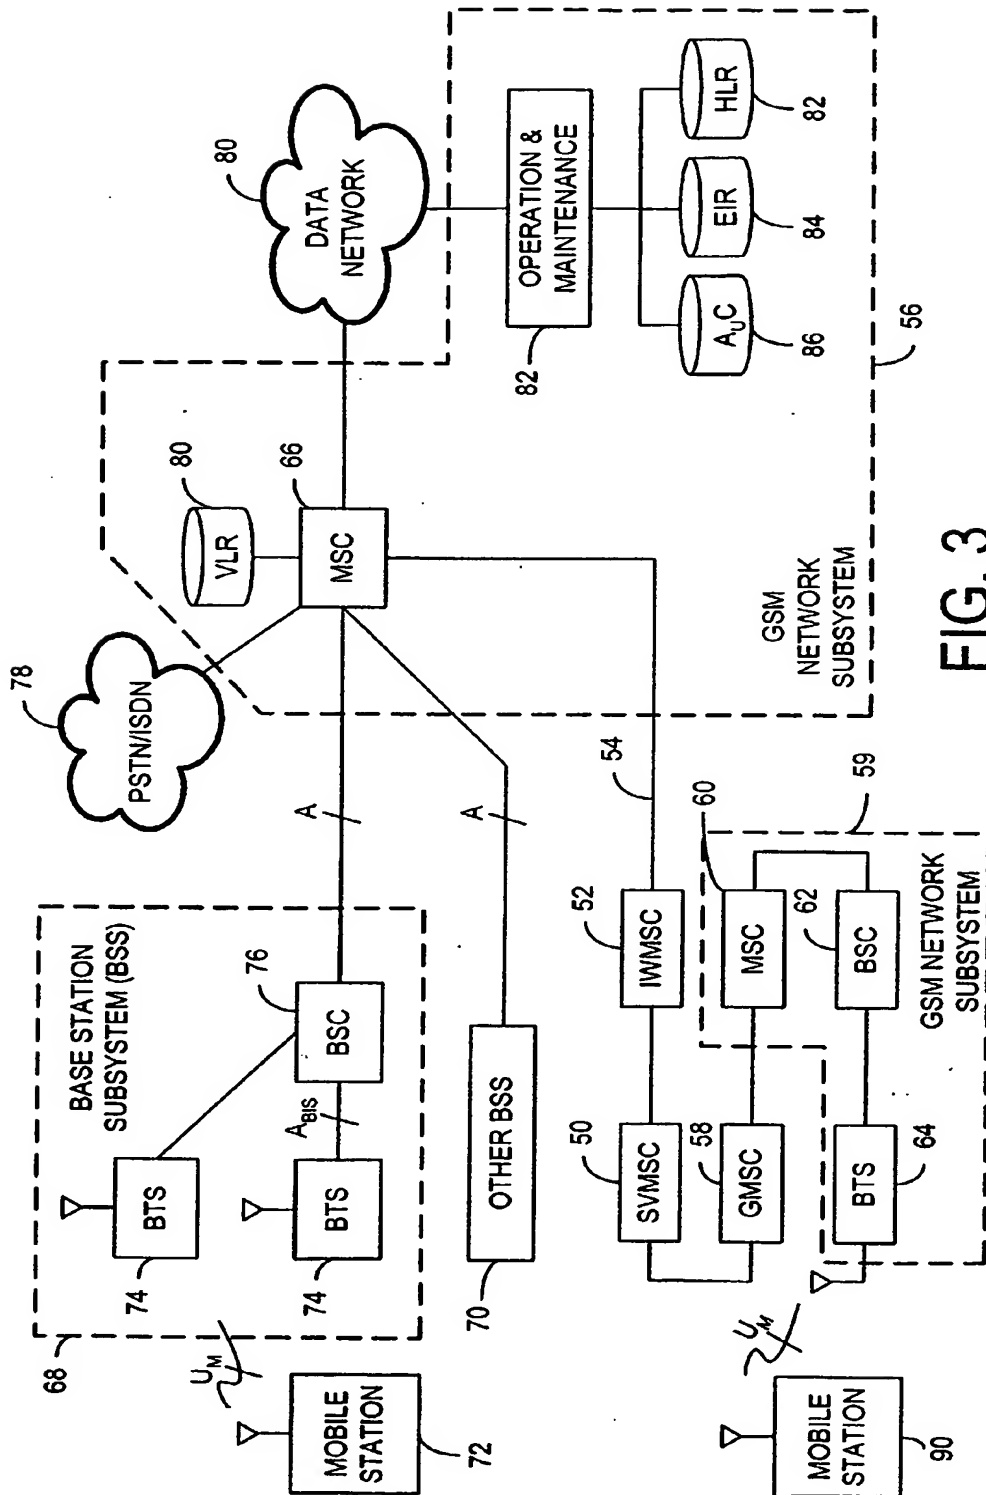 BASE STATION
SUBSYSTEM (BSS)
68
BTS
74
BTS
74
A_BIS
BSC
76
U_M
MOBILE
STATION
72
OTHER BSS
70
A
A
PSTN/ISDN
78
VLR
80
MSC
66
DATA
NETWORK
80
OPERATION &
MAINTENANCE
82
A_UC
86
EIR
84
HLR
82
56
GSM
NETWORK
SUBSYSTEM
SVMSC
50
IWMSC
52
54
GMSC
58
MSC
60
59
BTS
64
BSC
62
GSM NETWORK
SUBSYSTEM
U_M
MOBILE
STATION
90
FIG. 3